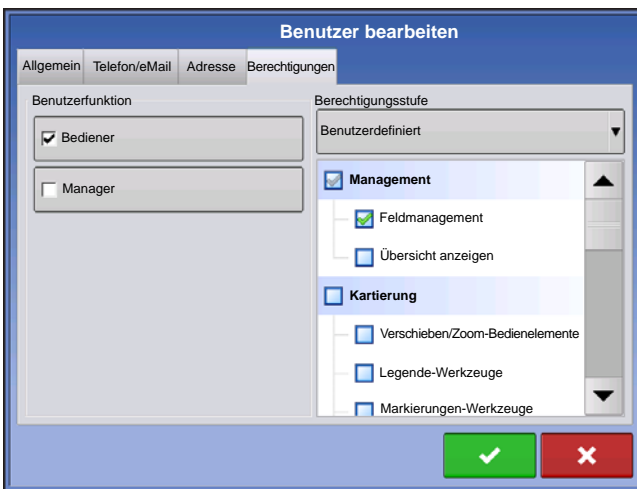 Benutzer bearbeiten
Allgemein Telefon/eMail Adresse Berechtigungen
Benutzerfunktion
Bediener
Manager
Berechtigungsstufe
Benutzerdefiniert
Management
Feldmanagement
Übersicht anzeigen
Kartierung
Verschieben/Zoom-Bedienelemente
Legende-Werkzeuge
Markierungen-Werkzeuge